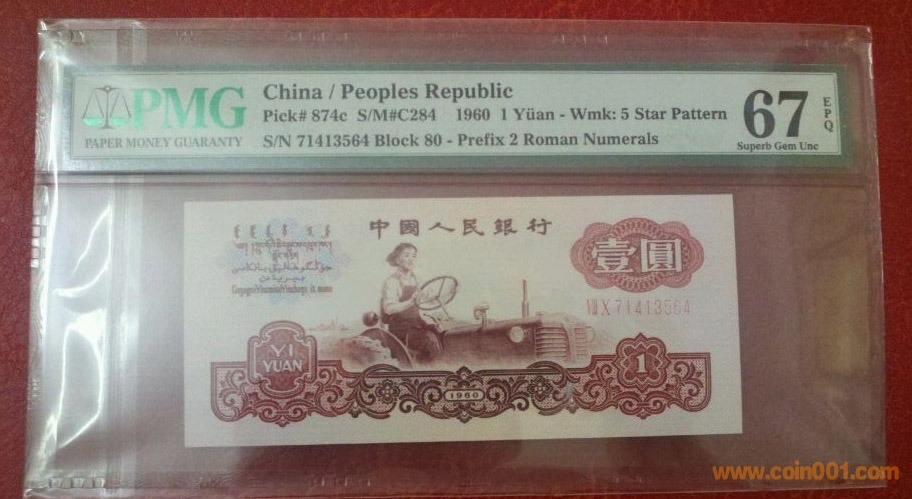 PMG
PAPER MONEY GUARANTY
China / Peoples Republic
Pick# 874c S/M#C284 1960 1 Yüan - Wmk: 5 Star Pattern
S/N 71413564 Block 80 - Prefix 2 Roman Numerals
67 EPQ
Superb Gem Unc
中國人民銀行
壹圓
VIII X 71413564
YI
YUAN
1960
1
www.coin001.com